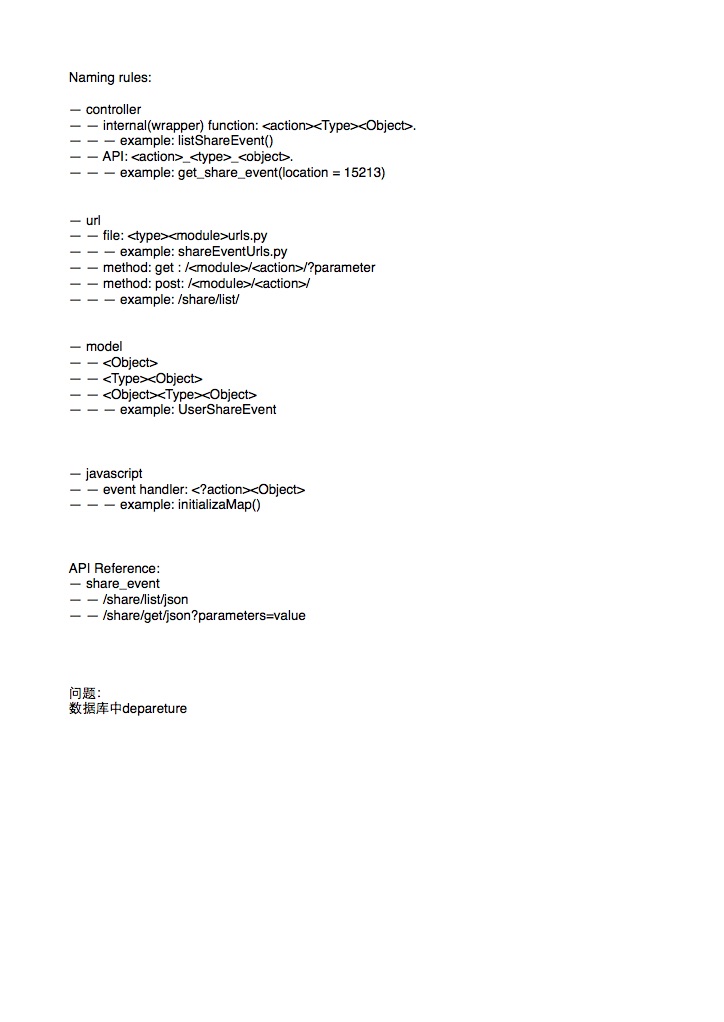 Naming rules:
— controller
— — internal(wrapper) function: <action><Type><Object>.
— — — example: listShareEvent()
— — API: <action>_<type>_<object>.
— — — example: get_share_event(location = 15213)
— url
— — file: <type><module>urls.py
— — — example: shareEventUrls.py
— — method: get : /<module>/<action>/?parameter
— — method: post: /<module>/<action>/
— — — example: /share/list/
— model
— — <Object>
— — <Type><Object>
— — <Object><Type><Object>
— — — example: UserShareEvent
— javascript
— — event handler: <?action><Object>
— — — example: initializaMap()
API Reference:
— share_event
— — /share/list/json
— — /share/get/json?parameters=value
问题：
数据库中depareture